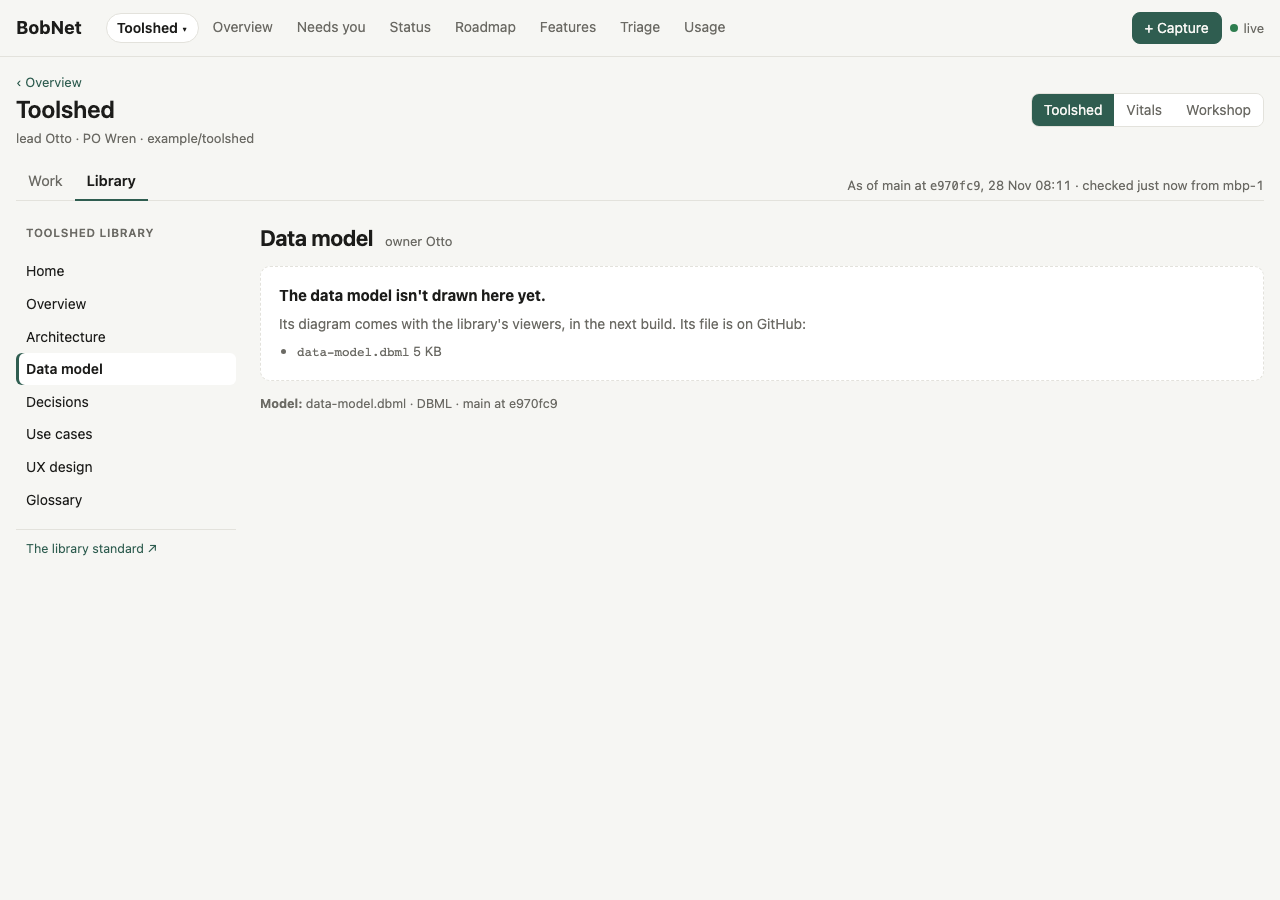 BobNet
Toolshed ▾
Overview
Needs you
Status
Roadmap
Features
Triage
Usage
+ Capture
live
‹ Overview
Toolshed
lead Otto · PO Wren · example/toolshed
Toolshed
Vitals
Workshop
Work
Library
As of main at e970fc9, 28 Nov 08:11 · checked just now from mbp-1
TOOLSHED LIBRARY
Home
Overview
Architecture
Data model
Decisions
Use cases
UX design
Glossary
The library standard ↗
Data model owner Otto
The data model isn't drawn here yet.
Its diagram comes with the library's viewers, in the next build. Its file is on GitHub:
• data-model.dbml 5 KB
Model: data-model.dbml · DBML · main at e970fc9